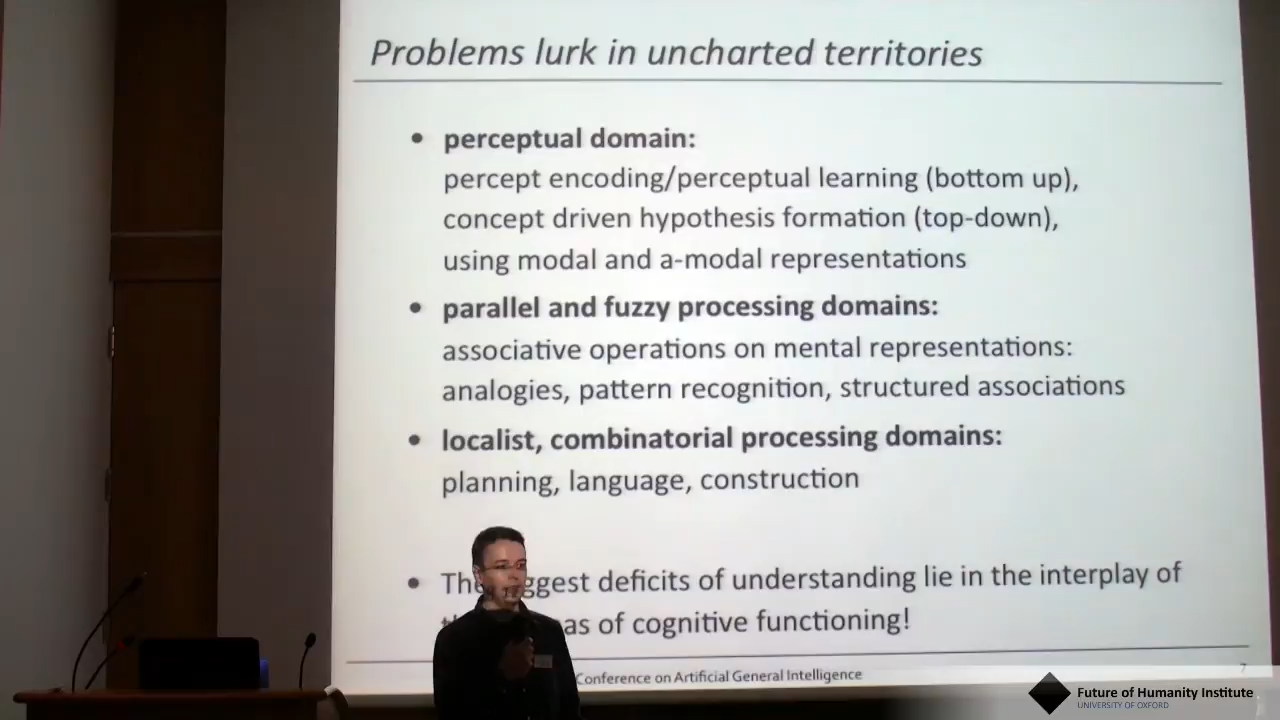 Problems lurk in uncharted territories
• perceptual domain:
percept encoding/perceptual learning (bottom up),
concept driven hypothesis formation (top-down),
using modal and a-modal representations
• parallel and fuzzy processing domains:
associative operations on mental representations:
analogies, pattern recognition, structured associations
• localist, combinatorial processing domains:
planning, language, construction
• deficits of understanding lie in the interplay of
of cognitive functioning!
Conference on Artificial General Intelligence
7
Future of Humanity Institute
UNIVERSITY OF OXFORD